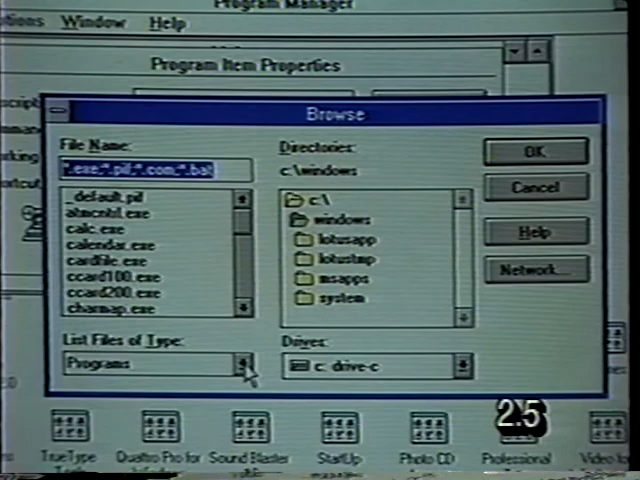 Program Manager
Window Help
Program Item Properties
Browse
File Name:
*.exe;*.pif;*.com;*.bat
_default.pif
atmcntrl.exe
calc.exe
calendar.exe
cardfile.exe
ccard100.exe
ccard200.exe
charmap.exe
List Files of Type:
Programs
Directories:
c:\windows
c:\
windows
lotusapp
lotustmp
msapps
system
Drives:
c: drive-c
OK
Cancel
Help
Network...
2.5
TrueType
Quattro Pro for
Sound Blaster
StartUp
Photo CD
Professional
Video for